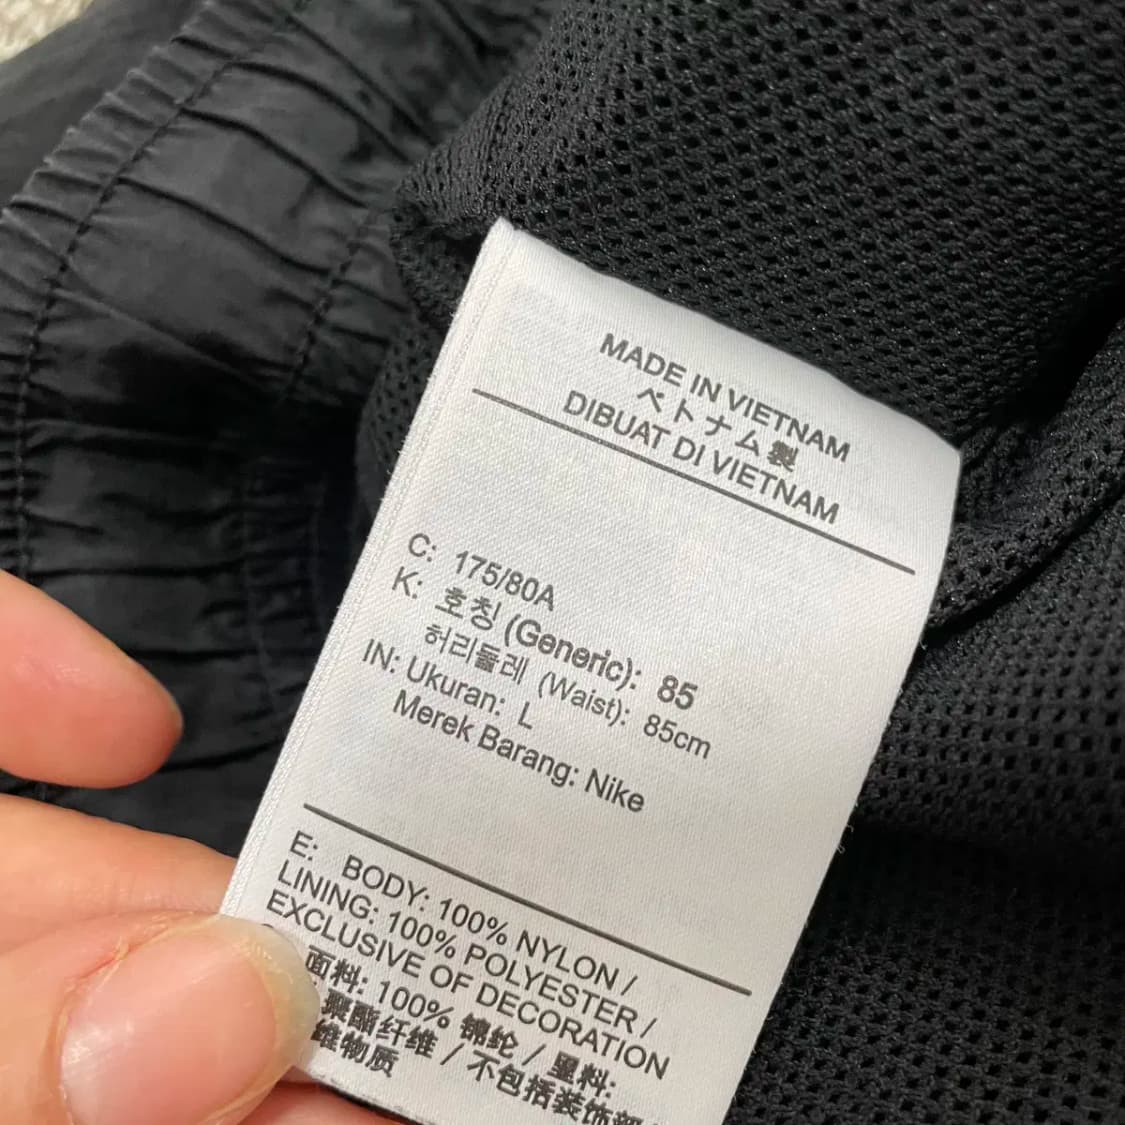 MADE IN VIETNAM
ベトナム製
DIBUAT DI VIETNAM
C: 175/80A
K: 호칭 (Generic): 85
허리둘레 (Waist): 85cm
IN: Ukuran: L
Merek Barang: Nike
E: BODY: 100% NYLON /
LINING: 100% POLYESTER /
EXCLUSIVE OF DECORATION
面料: 100% 锦纶 / 里料:
聚酯纤维 / 不包括装饰部
维物质